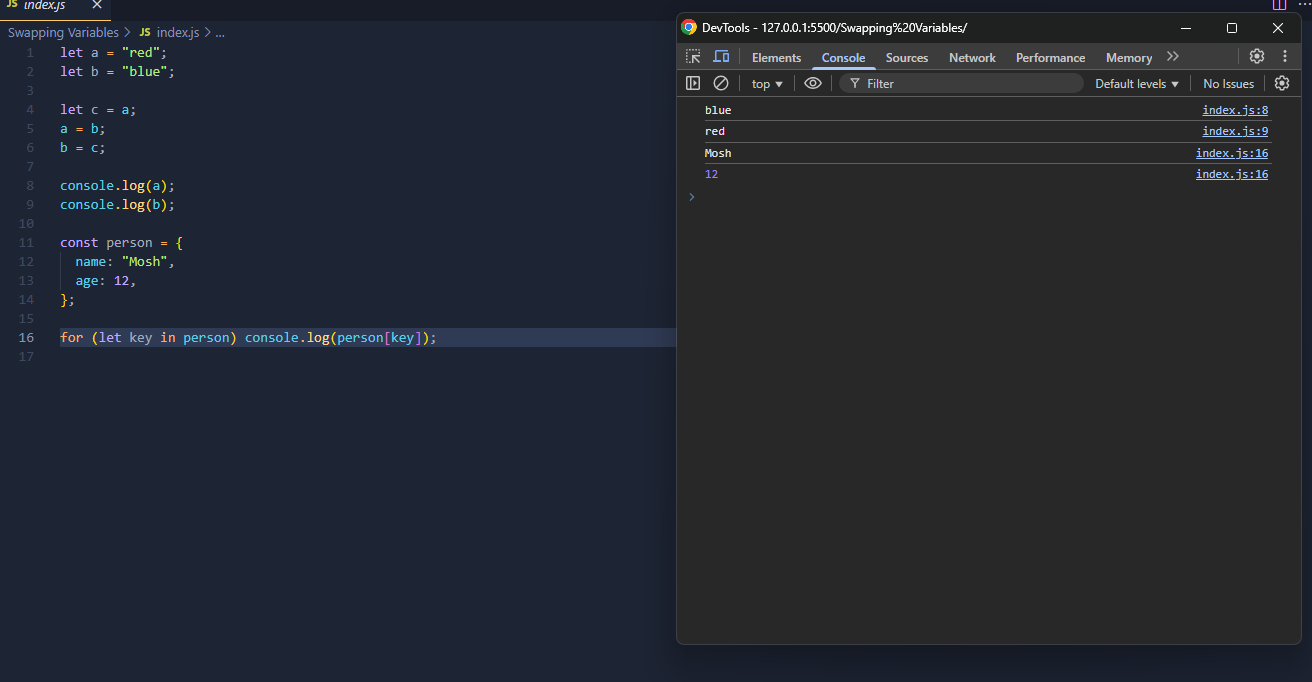 JS index.js
Swapping Variables > JS index.js > ...
1 let a = "red";
2 let b = "blue";
3
4 let c = a;
5 a = b;
6 b = c;
7
8 console.log(a);
9 console.log(b);
10
11 const person = {
12 name: "Mosh",
13 age: 12,
14 };
15
16 for (let key in person) console.log(person[key]);
17
DevTools - 127.0.0.1:5500/Swapping%20Variables/
Elements Console Sources Network Performance Memory
top Filter Default levels No Issues
blue index.js:8
red index.js:9
Mosh index.js:16
12 index.js:16